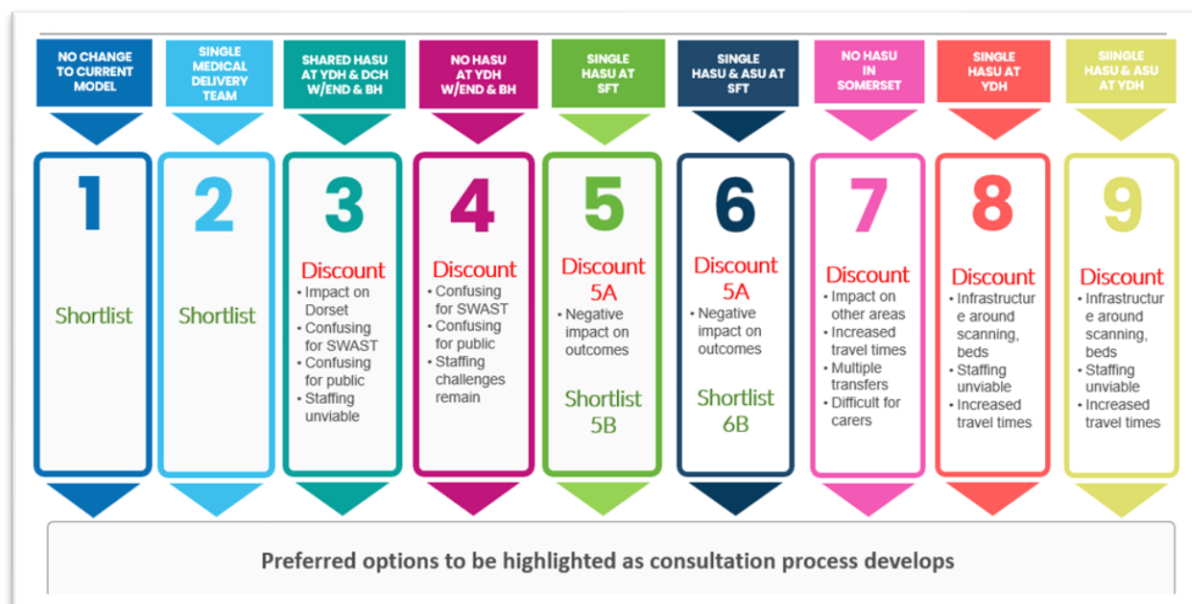 NO CHANGE
TO CURRENT
MODEL
SINGLE
MEDICAL
DELIVERY
TEAM
SHARED HASU
AT YDH & DCH
W/END & BH
NO HASU
AT YDH
W/END & BH
SINGLE
HASU AT
SFT
SINGLE
HASU & ASU AT
SFT
NO HASU
IN
SOMERSET
SINGLE
HASU AT
YDH
SIINGLE
HASU & ASU
AT YDH
1
Shortlist
2
Shortlist
3
Discount
• Impact on
Dorset
• Confusing
for SWAST
• Confusing
for public
• Staffing
unviable
4
Discount
• Confusing
for SWAST
• Confusing
for public
• Staffing
challenges
remain
5
Discount
5A
• Negative
impact on
outcomes
Shortlist
5B
6
Discount
5A
• Negative
impact on
outcomes
Shortlist
6B
7
Discount
• Impact on
other areas
• Increased
travel times
• Multiple
transfers
• Difficult for
carers
8
Discount
• Infrastructur
e around
scanning,
beds
• Staffing
unviable
• Increased
travel times
9
Discount
• Infrastructur
e around
scanning,
beds
• Staffing
unviable
• Increased
travel times
Preferred options to be highlighted as consultation process develops